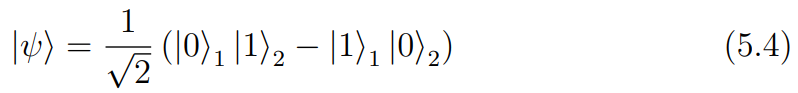 |ψ⟩ = 1/√2 (|0⟩₁ |1⟩₂ − |1⟩₁ |0⟩₂) (5.4)